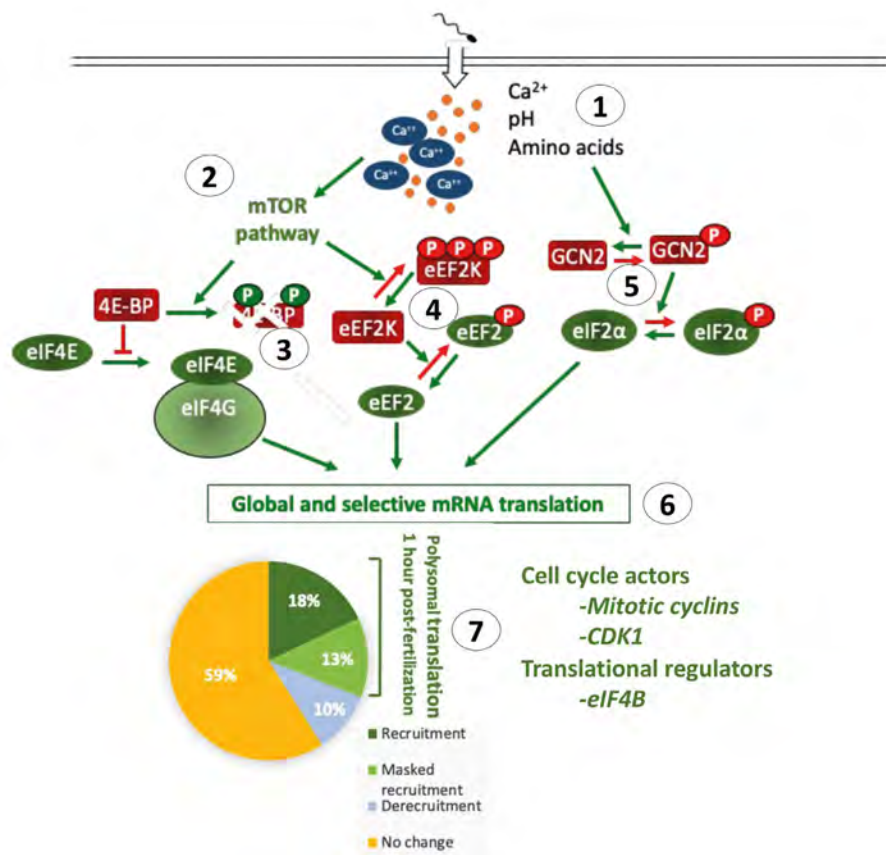 Ca²⁺
pH
Amino acids
1
Ca⁺⁺
Ca⁺⁺
Ca⁺⁺
Ca⁺⁺
2
mTOR
pathway
P P P
eEF2K
GCN2
GCN2
P
4E-BP
P P
4E-BP
3
eEF2K
4
eEF2
P
5
eIF2α
eIF2α
P
eIF4E
eIF4E
eIF4G
eEF2
Global and selective mRNA translation
6
18%
13%
10%
59%
Polysomal translation
1 hour post-fertilization
7
Cell cycle actors
-Mitotic cyclins
-CDK1
Translational regulators
-eIF4B
Recruitment
Masked
recruitment
Derecruitment
No change